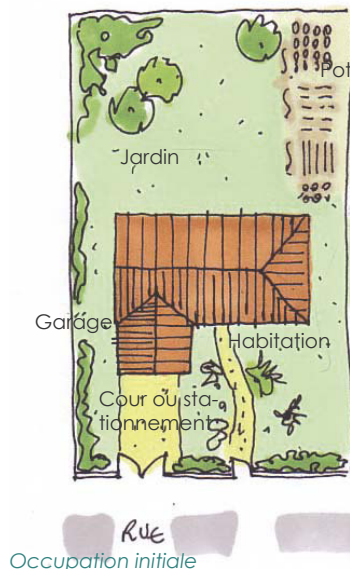 Pot
Jardin
Garage
Habitation
Cour ou sta-
tionnement
RUE
Occupation initiale